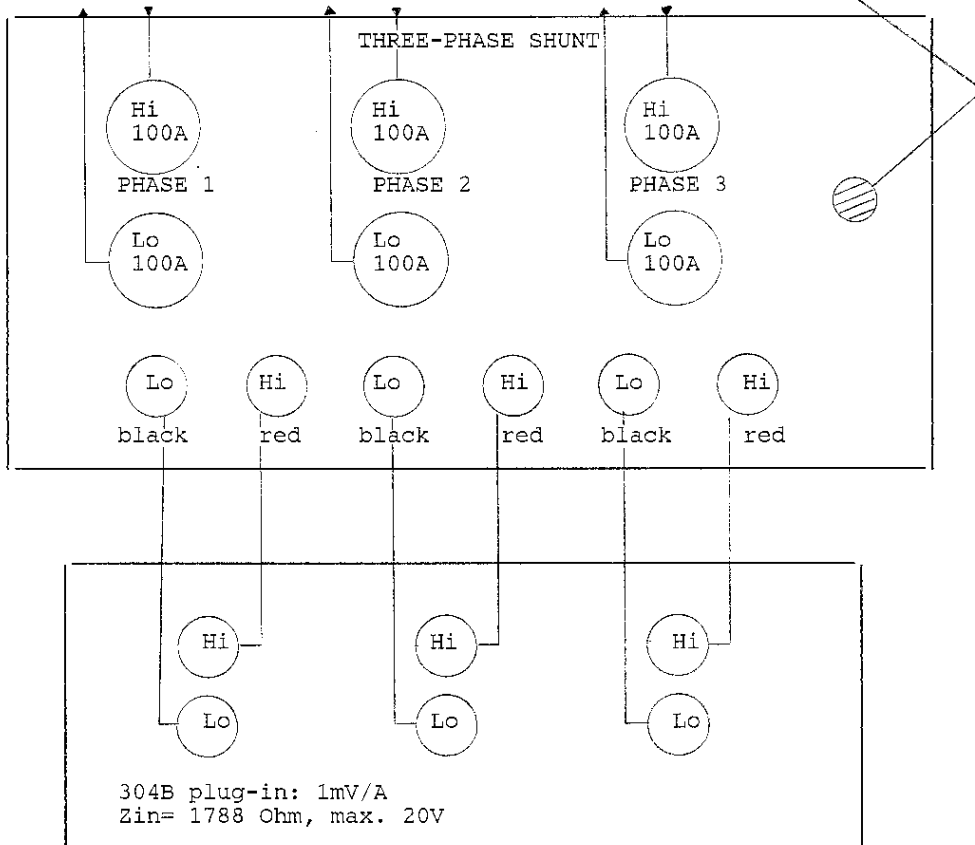 THREE-PHASE SHUNT
Hi
100A
Hi
100A
Hi
100A
PHASE 1
PHASE 2
PHASE 3
Lo
100A
Lo
100A
Lo
100A
Lo
Hi
Lo
Hi
Lo
Hi
black
red
black
red
black
red
Hi
Hi
Hi
Lo
Lo
Lo
304B plug-in: 1mV/A
Zin= 1788 Ohm, max. 20V